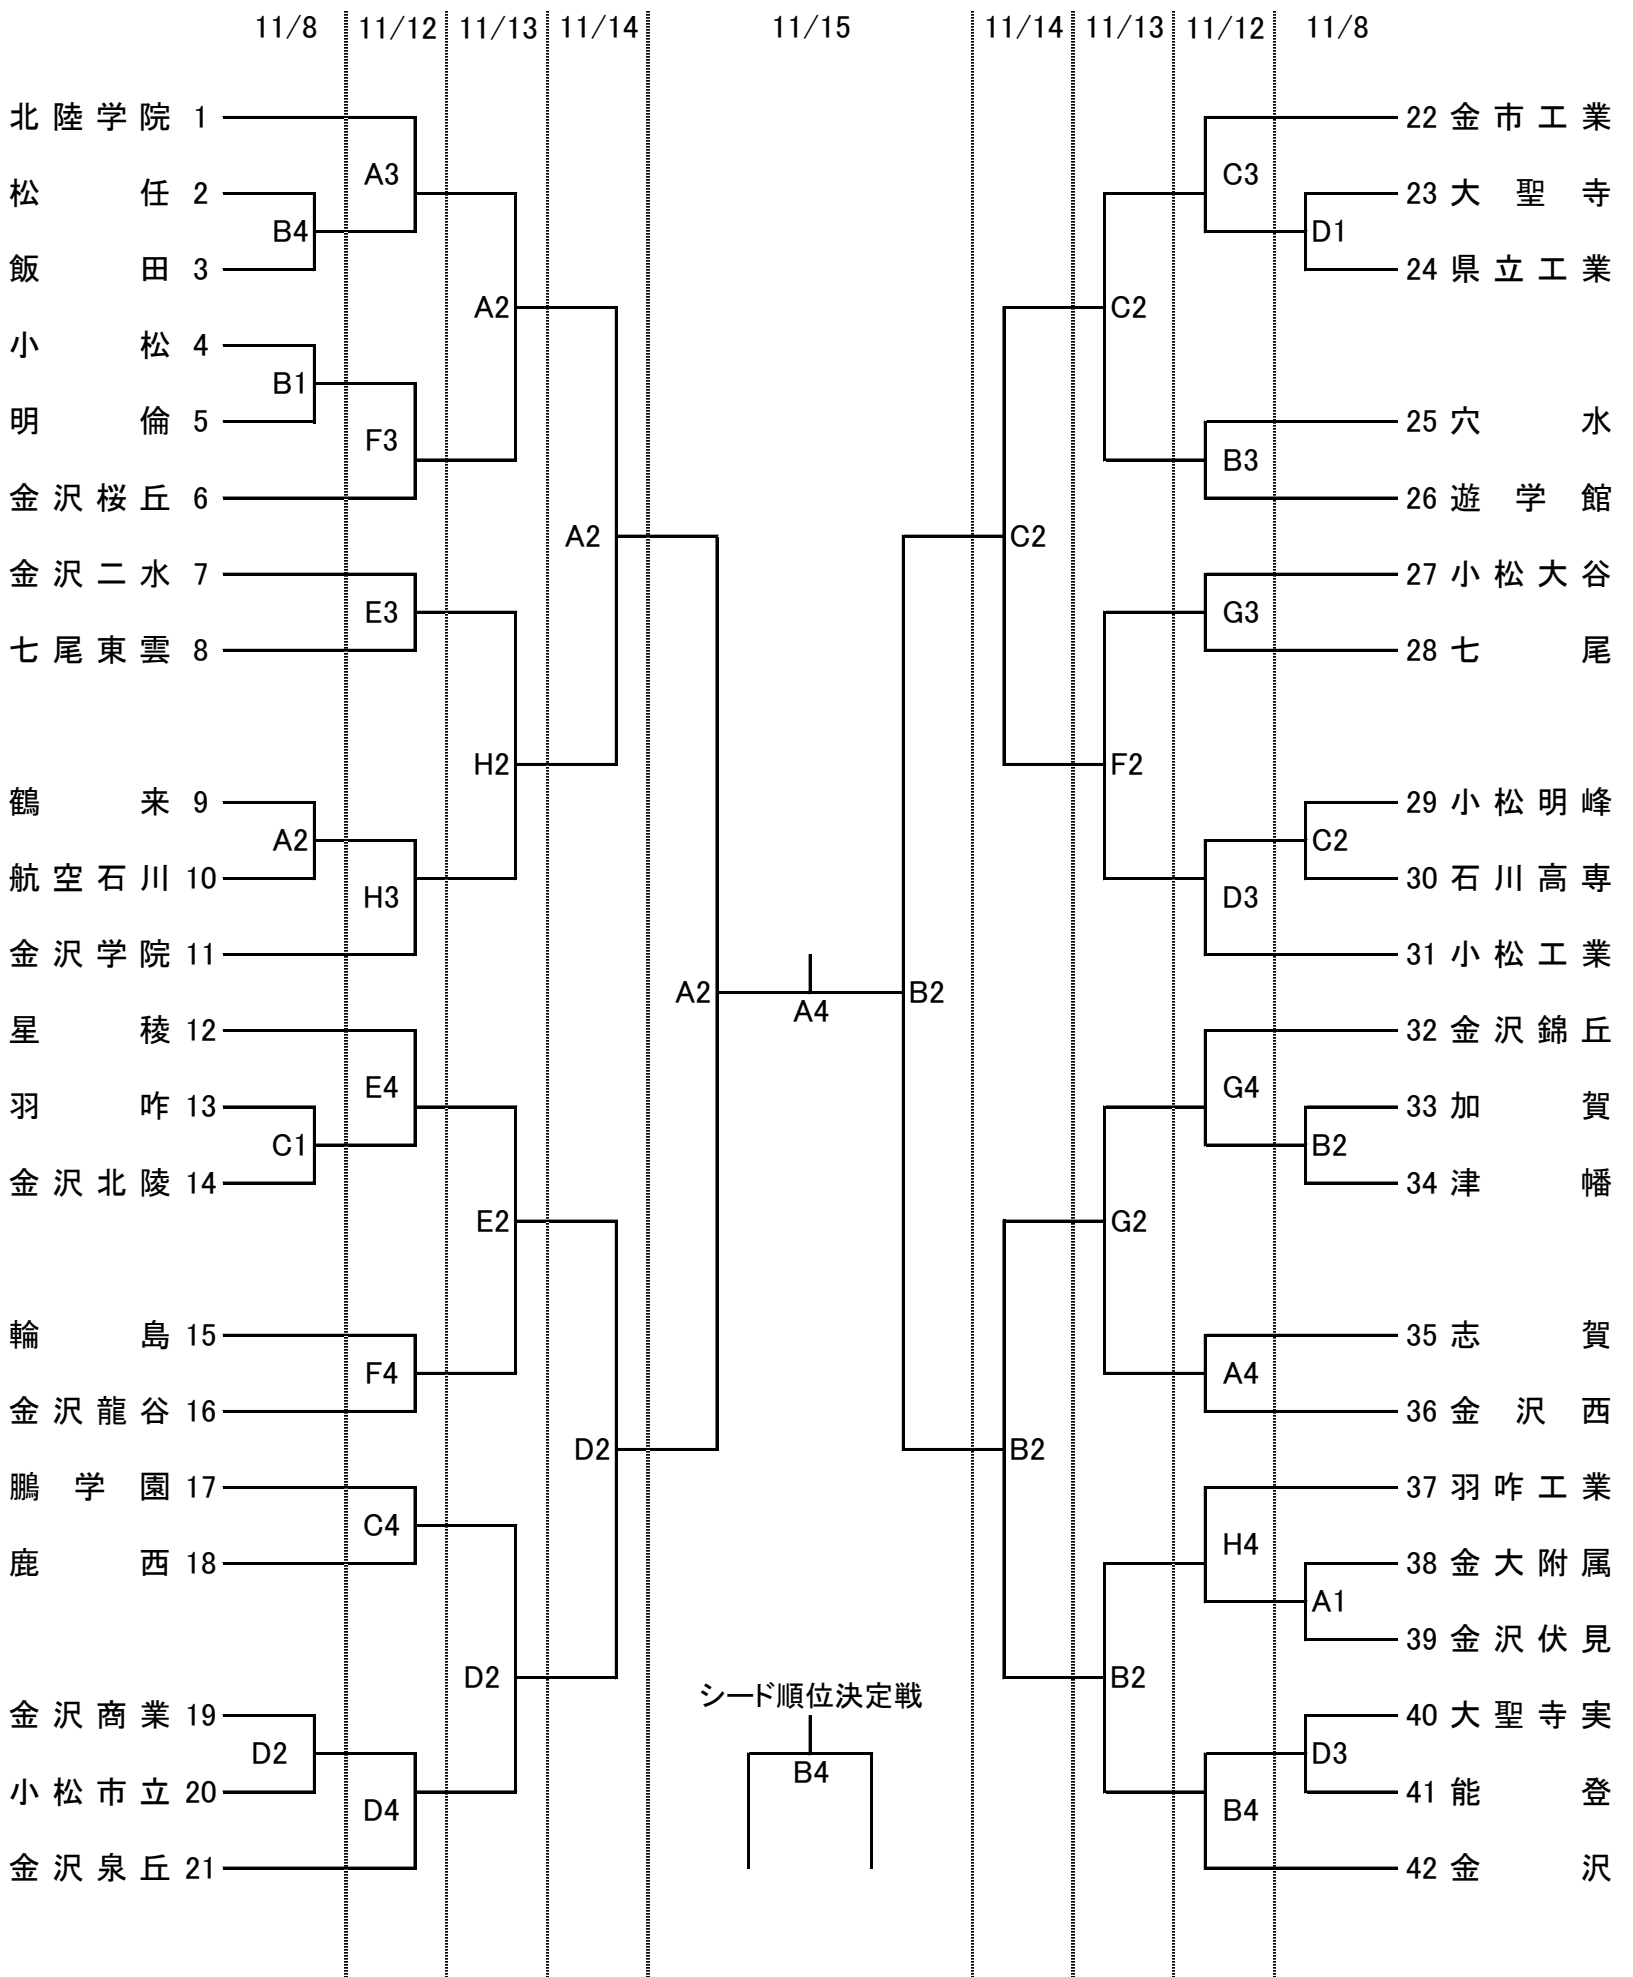 11/8 11/12 11/13 11/14 11/15 11/14 11/13 11/12 11/8
北陸学院 1
松任 2
飯田 3
小松 4
明倫 5
金沢桜丘 6
金沢二水 7
七尾東雲 8
鶴来 9
航空石川 10
金沢学院 11
星稜 12
羽咋 13
金沢北陵 14
輪島 15
金沢龍谷 16
鵬学園 17
鹿西 18
金沢商業 19
小松市立 20
金沢泉丘 21
B4
B1
A2
C1
D2
A3
F3
E3
H3
E4
F4
C4
D4
A2
H2
E2
D2
A2
D2
A2
A4
B2
シード順位決定戦
B4
C2
B2
C2
F2
G2
B2
C3
B3
G3
D3
G4
A4
H4
B4
D1
C2
B2
A1
D3
22 金市工業
23 大聖寺
24 県立工業
25 穴水
26 遊学館
27 小松大谷
28 七尾
29 小松明峰
30 石川高専
31 小松工業
32 金沢錦丘
33 加賀
34 津幡
35 志賀
36 金沢西
37 羽咋工業
38 金大附属
39 金沢伏見
40 大聖寺実
41 能登
42 金沢